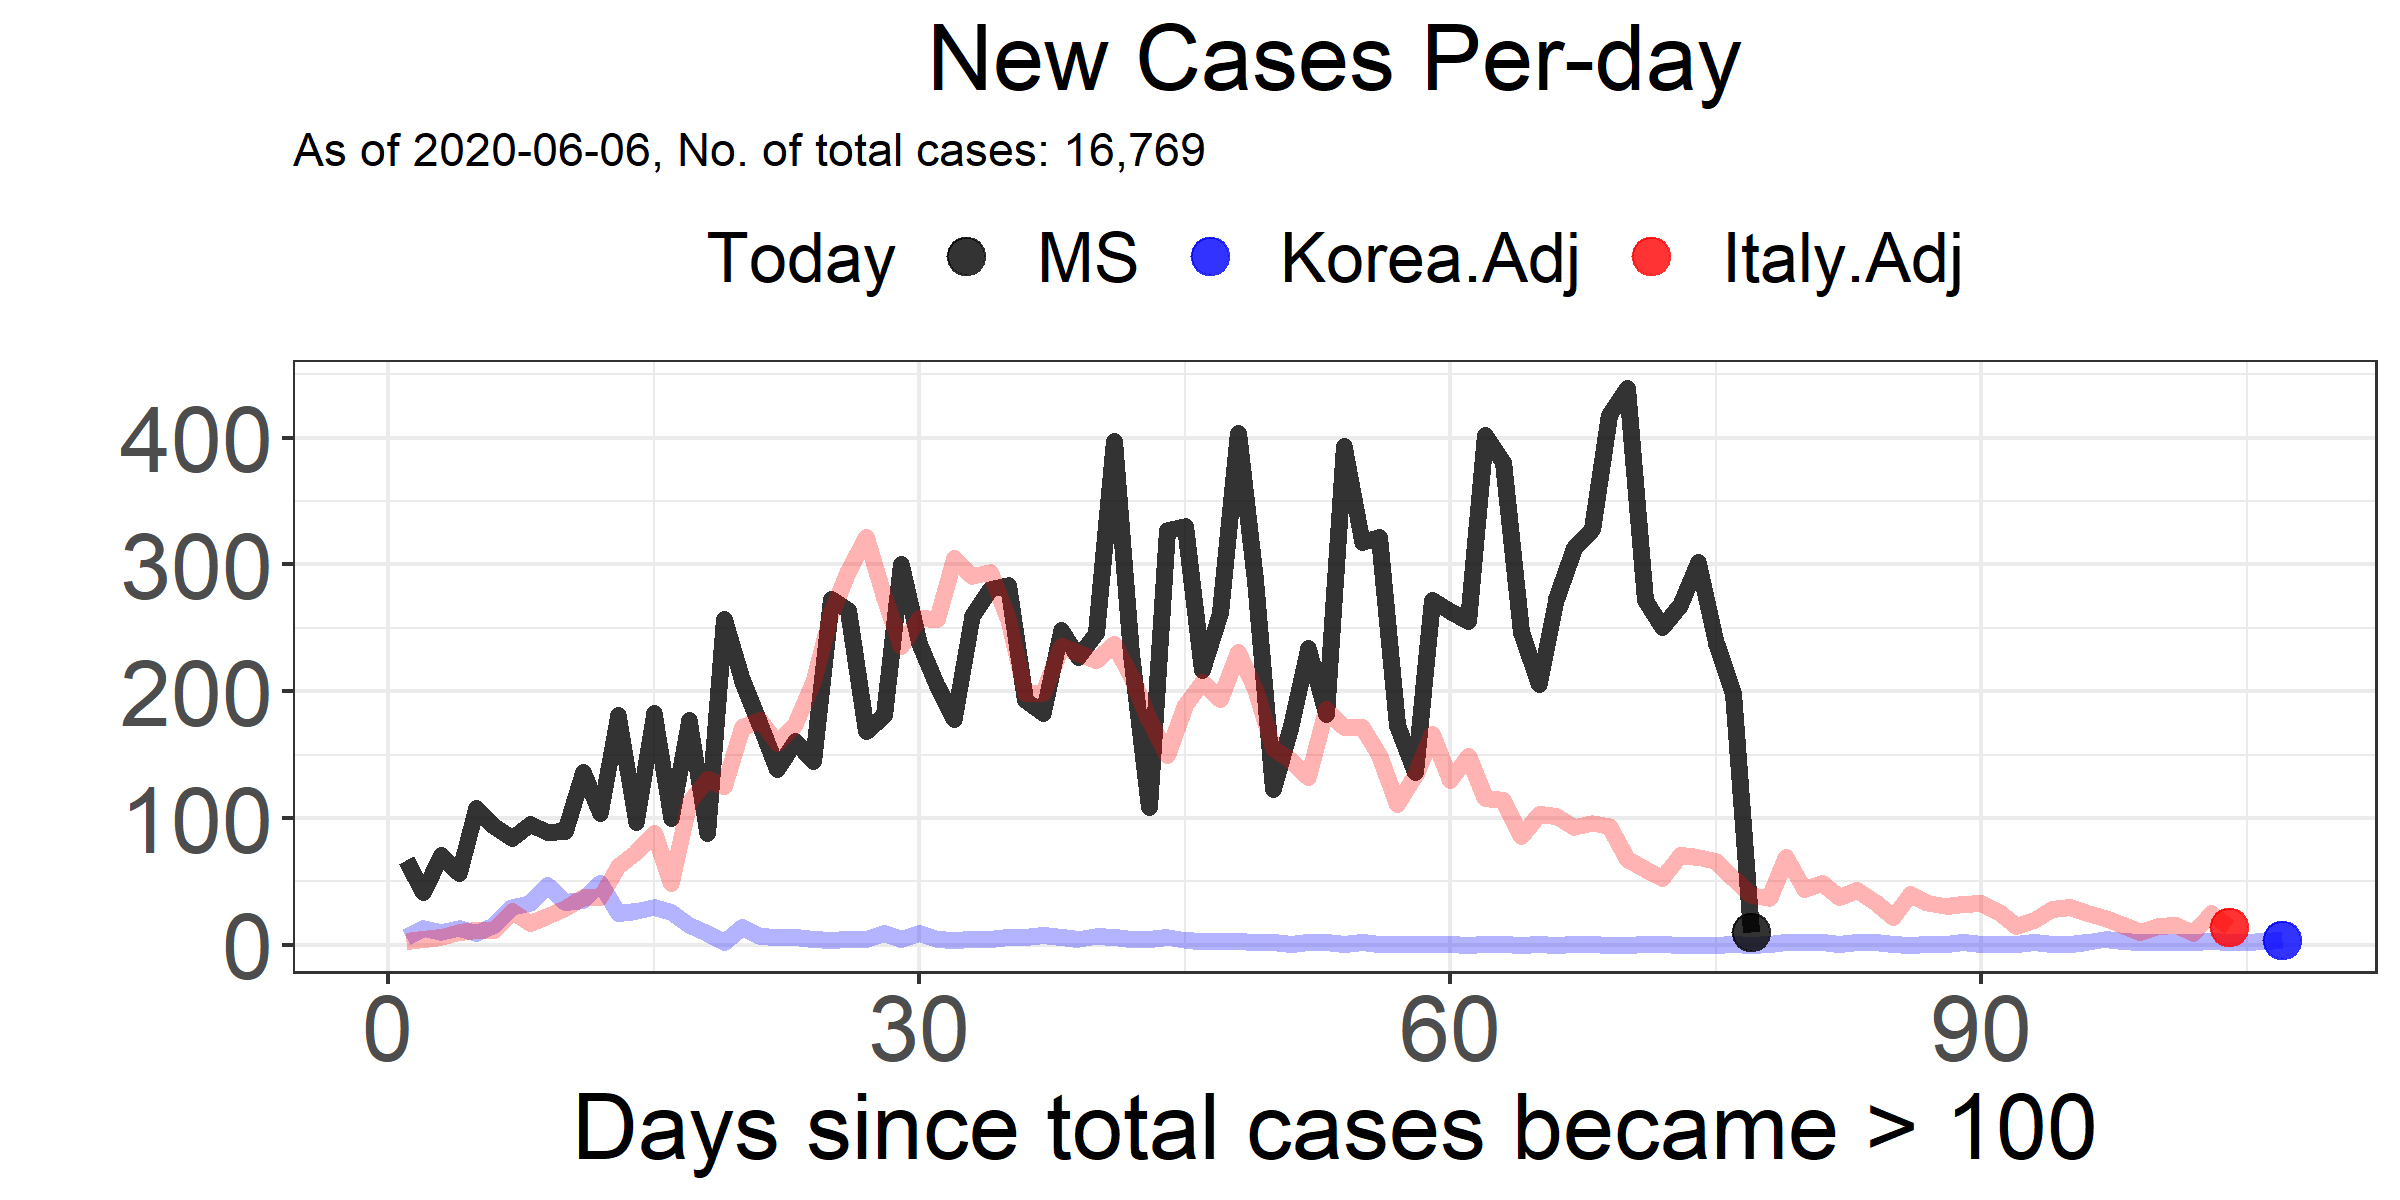 New Cases Per-day
As of 2020-06-06, No. of total cases: 16,769
Today MS Korea.Adj Italy.Adj
400
300
200
100
0
0 30 60 90
Days since total cases became > 100